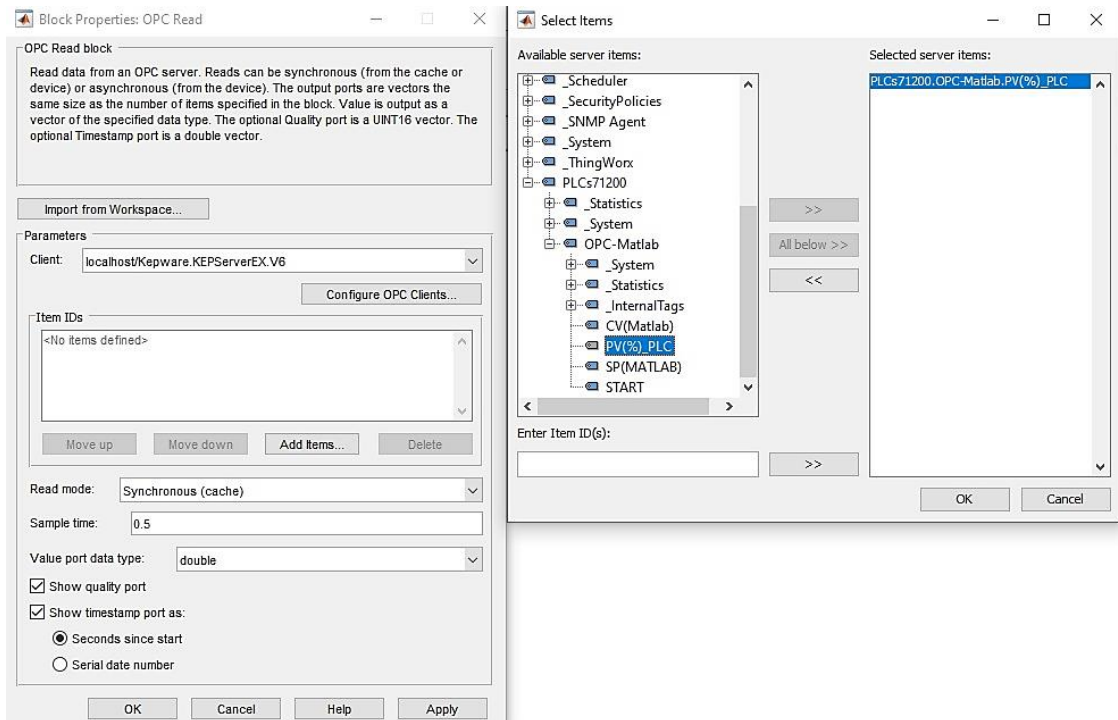 Block Properties: OPC Read
OPC Read block
Read data from an OPC server. Reads can be synchronous (from the cache or
device) or asynchronous (from the device). The output ports are vectors the
same size as the number of items specified in the block. Value is output as a
vector of the specified data type. The optional Quality port is a UINT16 vector. The
optional Timestamp port is a double vector.
Import from Workspace...
Parameters
Client: localhost/Kepware.KEPServerEX.V6
Configure OPC Clients...
Item IDs
<No items defined>
Move up Move down Add Items... Delete
Read mode: Synchronous (cache)
Sample time: 0.5
Value port data type: double
Show quality port
Show timestamp port as:
Seconds since start
Serial date number
OK Cancel Help Apply
Select Items
Available server items:
_Scheduler
_SecurityPolicies
_SNMP Agent
_System
_ThingWorx
PLCs71200
_Statistics
_System
OPC-Matlab
_System
_Statistics
_InternalTags
CV(Matlab)
PV(%)_PLC
SP(MATLAB)
START
>>
All below >>
<<
Selected server items:
PLCs71200.OPC-Matlab.PV(%)_PLC
Enter Item ID(s):
>>
OK Cancel